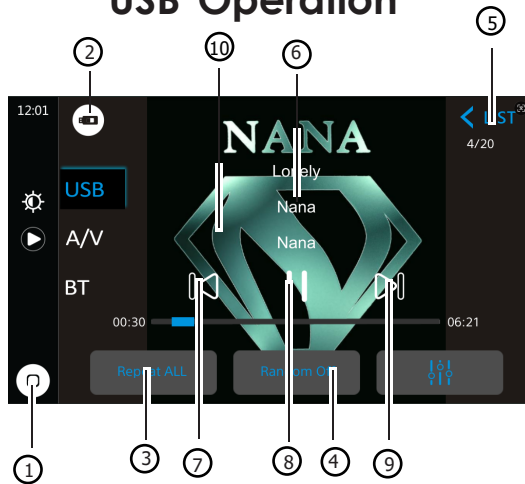 USB Operation
5
2
10
6
12:01
NANA
LIST
4/20
Lonely
USB
Nana
A/V
Nana
BT
00:30
06:21
Repeat ALL
Random
1
3
7
8
4
9